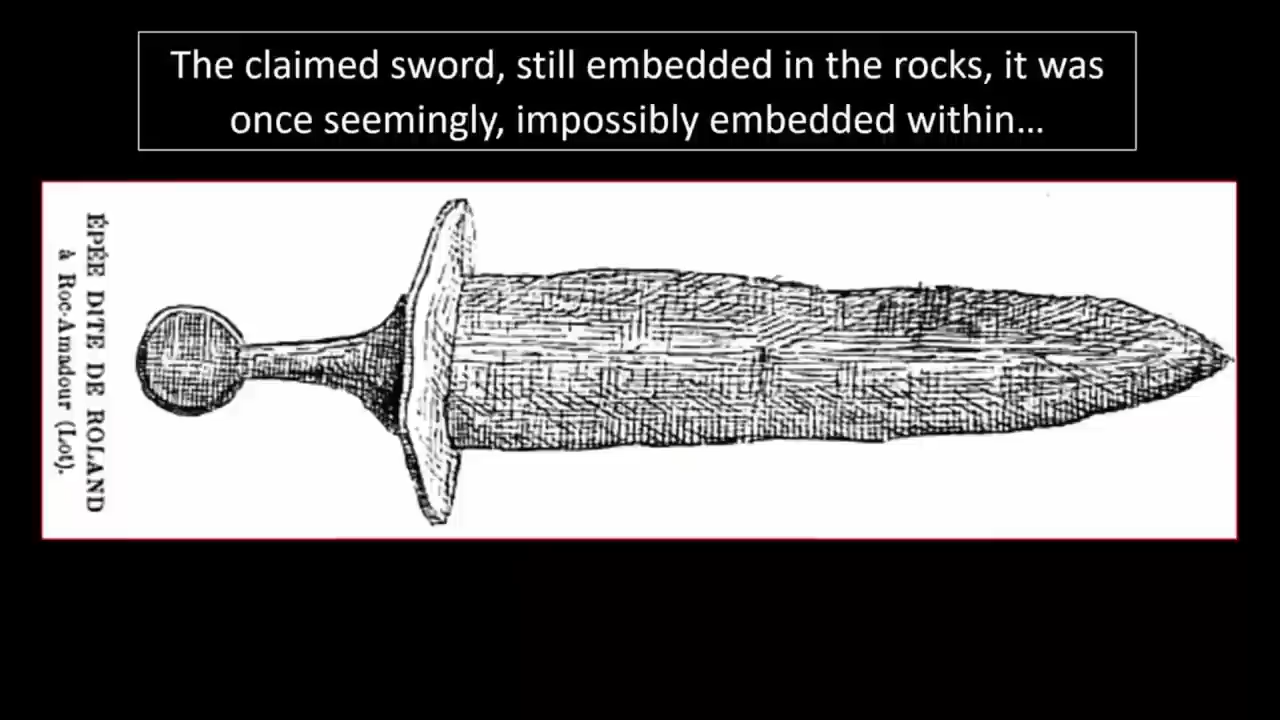 The claimed sword, still embedded in the rocks, it was
once seemingly, impossibly embedded within...
ÉPÉE DITE DE ROLAND
à Roc-Amadour (Lot).